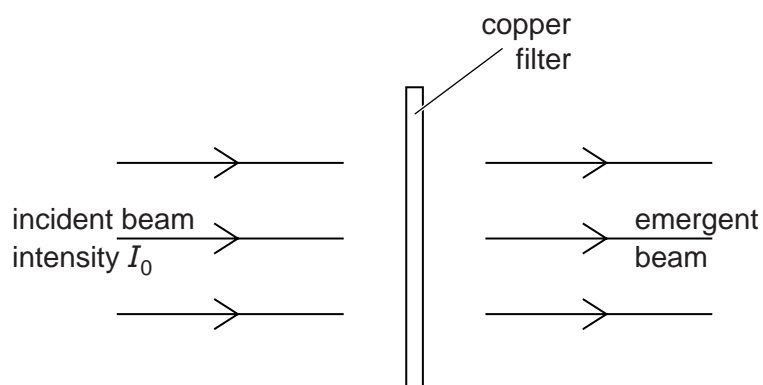 copper
filter
incident beam
intensity I₀
emergent
beam